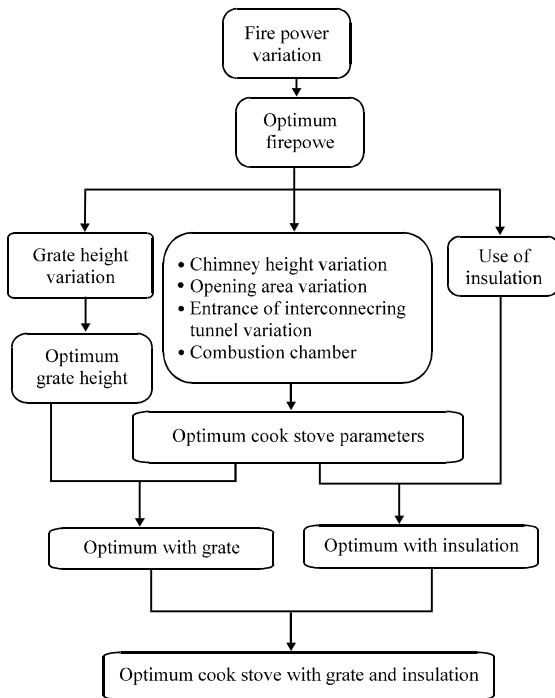 Fire power
variation
Optimum
firepowe
Grate height
variation
• Chimney height variation
• Opening area variation
• Entrance of interconnecring
tunnel variation
• Combustion chamber
Use of
insulation
Optimum
grate height
Optimum cook stove parameters
Optimum with grate
Optimum with insulation
Optimum cook stove with grate and insulation